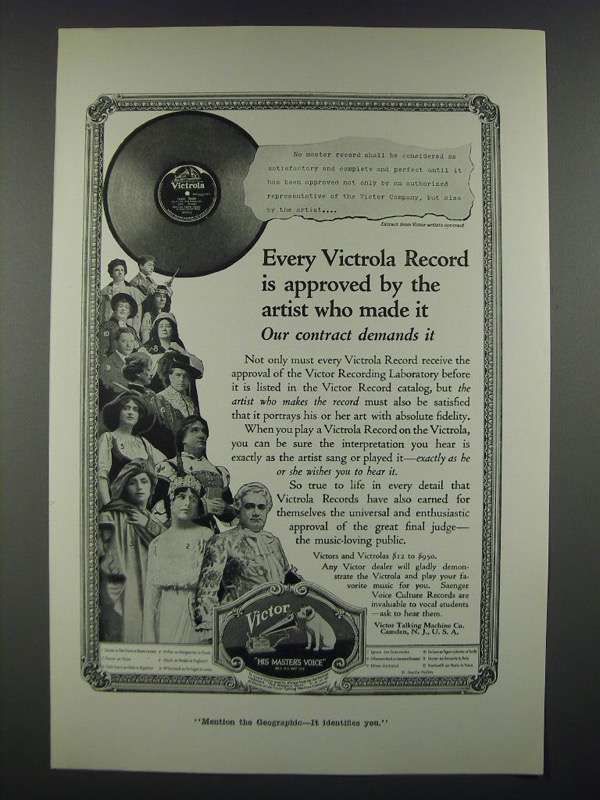 Victrola
No master record shall be considered as
satisfactory and complete and perfect until it
has been approved not only by an authorized
representative of the Victor Company, but also
by the artist....
Extract from Victor artists contract
Every Victrola Record
is approved by the
artist who made it
Our contract demands it
Not only must every Victrola Record receive the
approval of the Victor Recording Laboratory before
it is listed in the Victor Record catalog, but the
artist who makes the record must also be satisfied
that it portrays his or her art with absolute fidelity.
When you play a Victrola Record on the Victrola,
you can be sure the interpretation you hear is
exactly as the artist sang or played it—exactly as he
or she wishes you to hear it.
So true to life in every detail that
Victrola Records have also earned for
themselves the universal and enthusiastic
approval of the great final judge—
the music-loving public.
Victors and Victrolas $12 to $950.
Any Victor dealer will gladly demon-
strate the Victrola and play your fa-
vorite music for you. Saenger
Voice Culture Records are
invaluable to vocal students
—ask to hear them.
Victor Talking Machine Co.
Camden, N. J., U. S. A.
Victor
"HIS MASTER'S VOICE"
"Mention the Geographic—It identifies you."